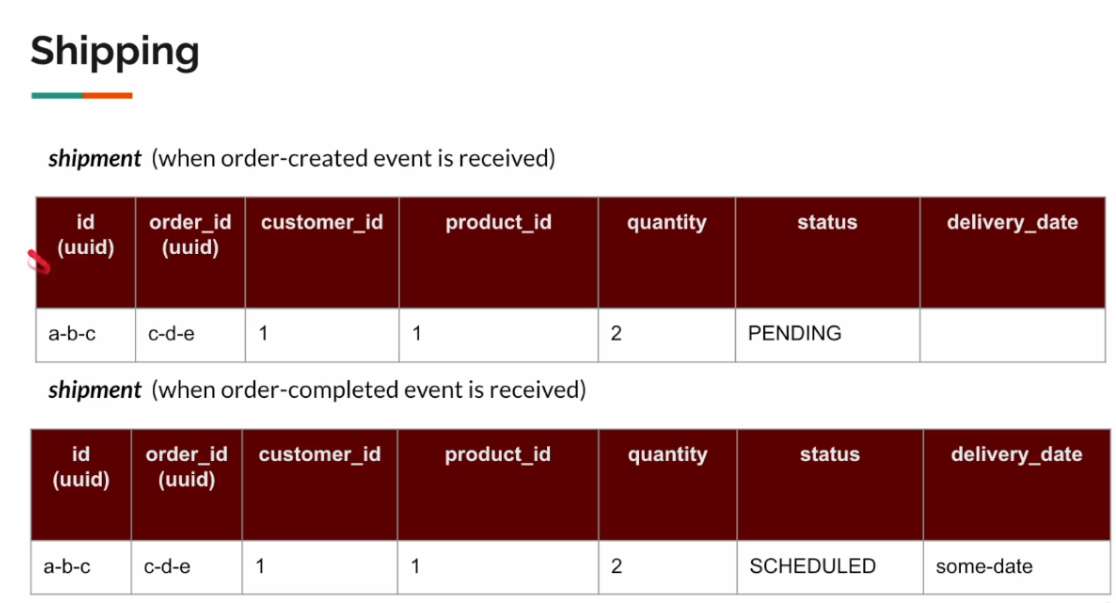 Shipping
shipment (when order-created event is received)
id (uuid) order_id (uuid) customer_id product_id quantity status delivery_date
a-b-c c-d-e 1 1 2 PENDING
shipment (when order-completed event is received)
id (uuid) order_id (uuid) customer_id product_id quantity status delivery_date
a-b-c c-d-e 1 1 2 SCHEDULED some-date